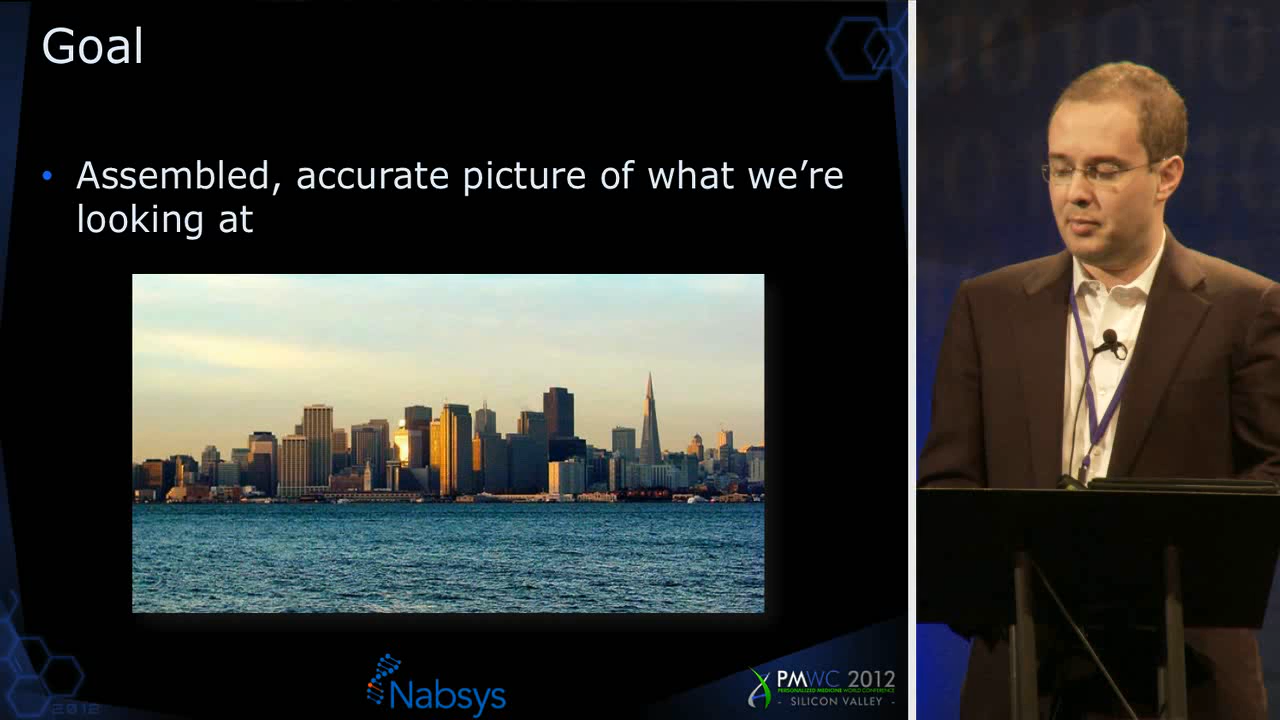 Goal
• Assembled, accurate picture of what we’re
looking at
Nabsys
PMWC 2012
PERSONALIZED MEDICINE WORLD CONFERENCE
- SILICON VALLEY -
2012